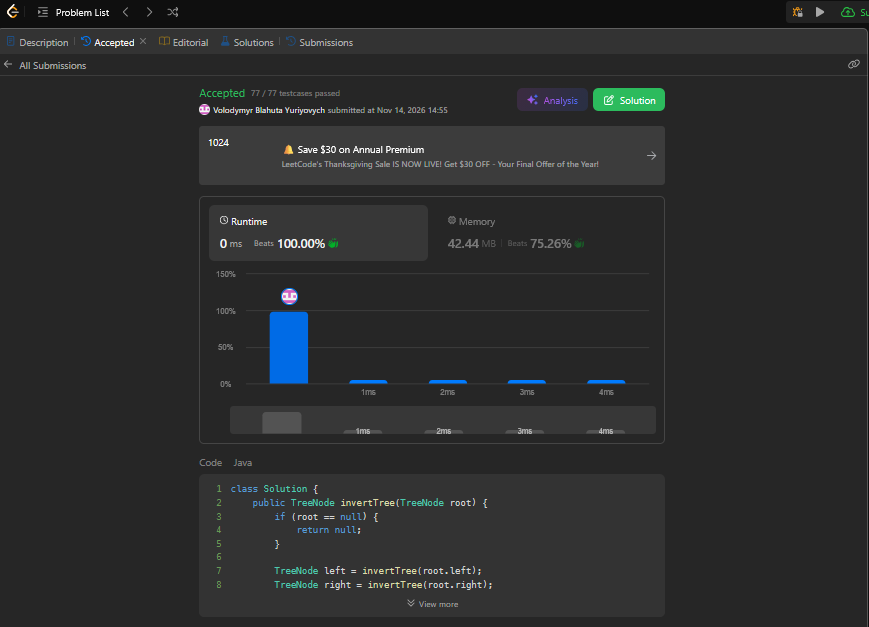 Problem List
Su
Description
Accepted
Editorial
Solutions
Submissions
All Submissions
Accepted 77 / 77 testcases passed
Volodymyr Blahuta Yuriyovych submitted at Nov 14, 2026 14:55
Analysis
Solution
1024
Save $30 on Annual Premium
LeetCode's Thanksgiving Sale IS NOW LIVE! Get $30 OFF - Your Final Offer of the Year!
Runtime
0 ms Beats 100.00%
Memory
42.44 MB Beats 75.26%
150%
100%
50%
0%
1ms 2ms 3ms 4ms
1ms 2ms 3ms 4ms
Code Java
1 class Solution {
2 public TreeNode invertTree(TreeNode root) {
3 if (root == null) {
4 return null;
5 }
6
7 TreeNode left = invertTree(root.left);
8 TreeNode right = invertTree(root.right);
View more